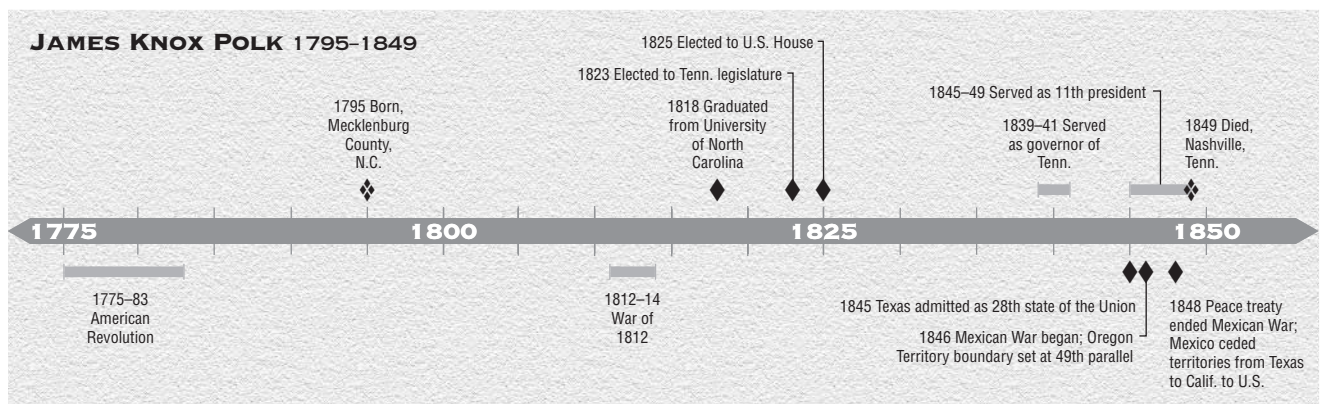 JAMES KNOX POLK 1795–1849
1825 Elected to U.S. House
1823 Elected to Tenn. legislature
1795 Born,
Mecklenburg
County,
N.C.
1818 Graduated
from University
of North
Carolina
1845–49 Served as 11th president
1839–41 Served
as governor of
Tenn.
1849 Died,
Nashville,
Tenn.
1775
1800
1825
1850
1775–83
American
Revolution
1812–14
War of
1812
1845 Texas admitted as 28th state of the Union
1846 Mexican War began; Oregon
Territory boundary set at 49th parallel
1848 Peace treaty
ended Mexican War;
Mexico ceded
territories from Texas
to Calif. to U.S.